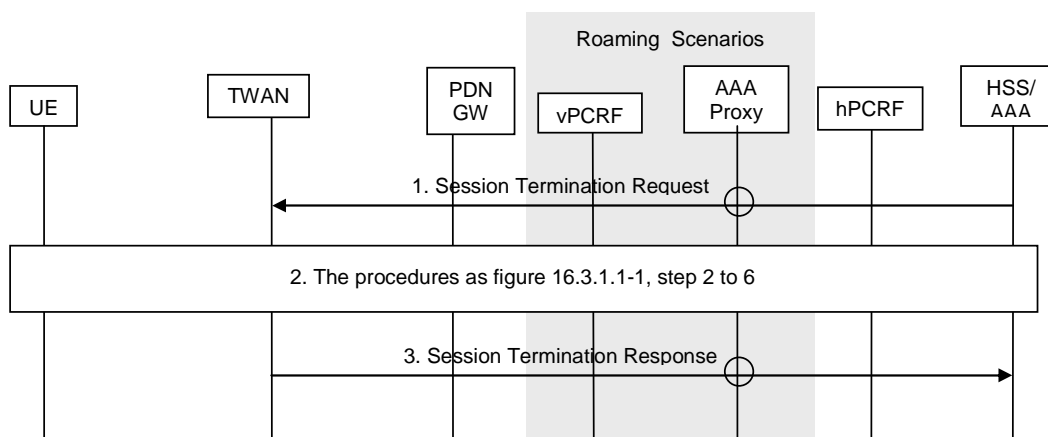 Roaming Scenarios
UE
TWAN
PDN
GW
vPCRF
AAA
Proxy
hPCRF
HSS/
AAA
1. Session Termination Request
2. The procedures as figure 16.3.1.1-1, step 2 to 6
3. Session Termination Response